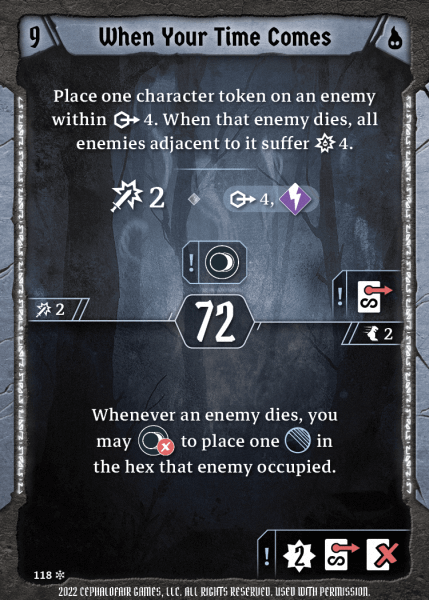 9 When Your Time Comes
Place one character token on an enemy
within 4. When that enemy dies, all
enemies adjacent to it suffer 4.
2 4,
!
!
2
72
2
Whenever an enemy dies, you
may to place one in
the hex that enemy occupied.
! 2
118
2022 CEPHALOFAIR GAMES, LLC. ALL RIGHTS RESERVED. USED WITH PERMISSION.